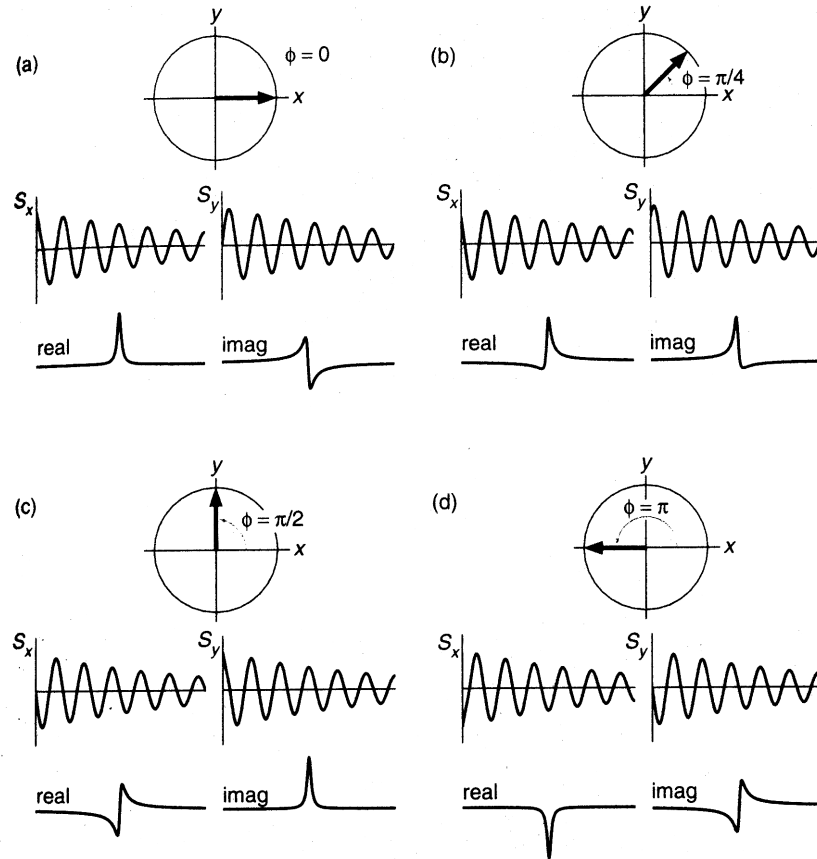 (a)
y
ϕ = 0
x
S_x
S_y
real
imag
(b)
y
ϕ = π/4
x
S_x
S_y
real
imag
(c)
y
ϕ = π/2
x
S_x
S_y
real
imag
(d)
y
ϕ = π
x
S_x
S_y
real
imag